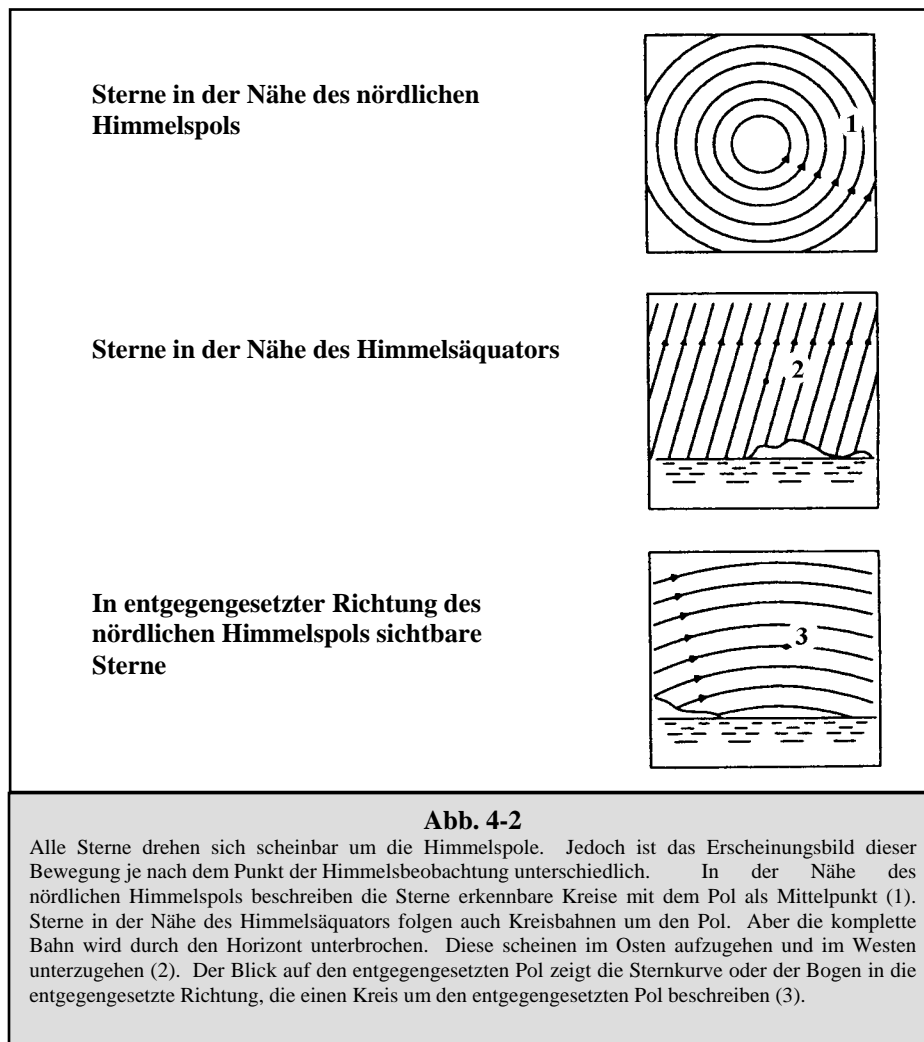 Sterne in der Nähe des nördlichen
Himmelspols
1
Sterne in der Nähe des Himmelsäquators
2
In entgegengesetzter Richtung des
nördlichen Himmelspols sichtbare
Sterne
3
Abb. 4-2
Alle Sterne drehen sich scheinbar um die Himmelspole. Jedoch ist das Erscheinungsbild dieser
Bewegung je nach dem Punkt der Himmelsbeobachtung unterschiedlich. In der Nähe des
nördlichen Himmelspols beschreiben die Sterne erkennbare Kreise mit dem Pol als Mittelpunkt (1).
Sterne in der Nähe des Himmelsäquators folgen auch Kreisbahnen um den Pol. Aber die komplette
Bahn wird durch den Horizont unterbrochen. Diese scheinen im Osten aufzugehen und im Westen
unterzugehen (2). Der Blick auf den entgegengesetzten Pol zeigt die Sternkurve oder der Bogen in die
entgegengesetzte Richtung, die einen Kreis um den entgegengesetzten Pol beschreiben (3).